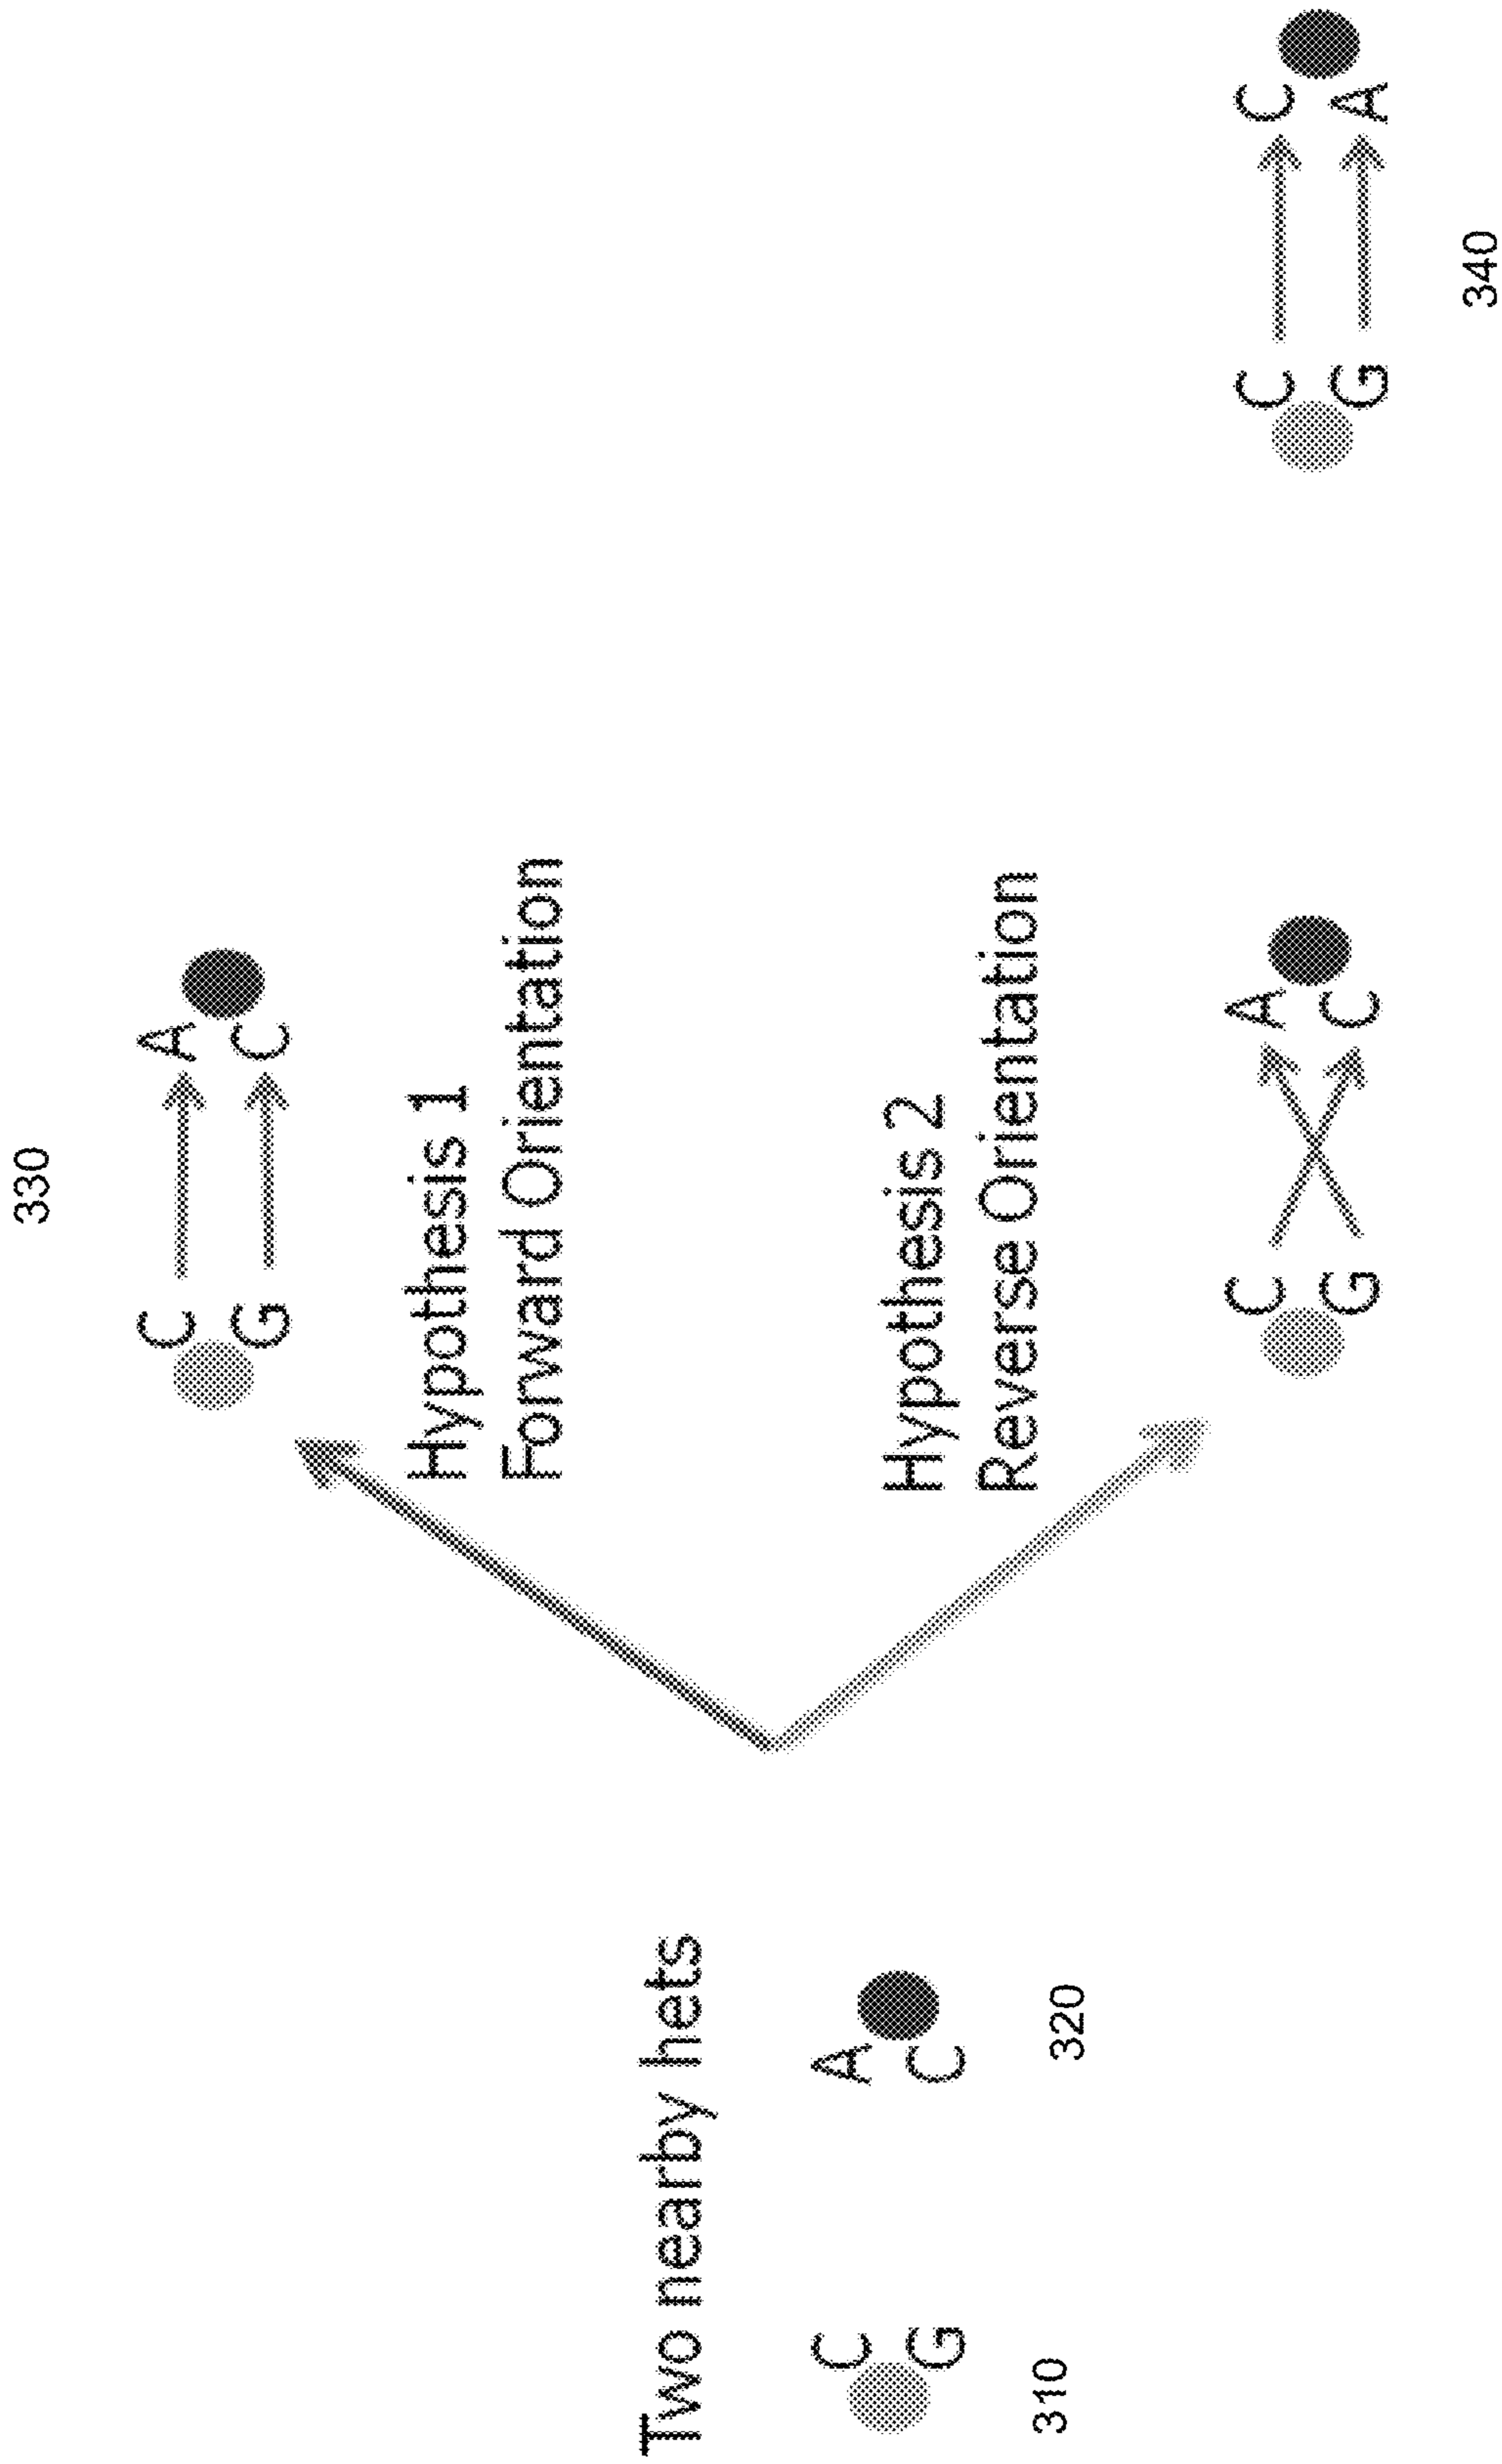 Two nearby hets
C A
G C
310 320
330
C A
G C
Hypothesis 1
Forward Orientation
Hypothesis 2
Reverse Orientation
C A
G C
C C
G A
340